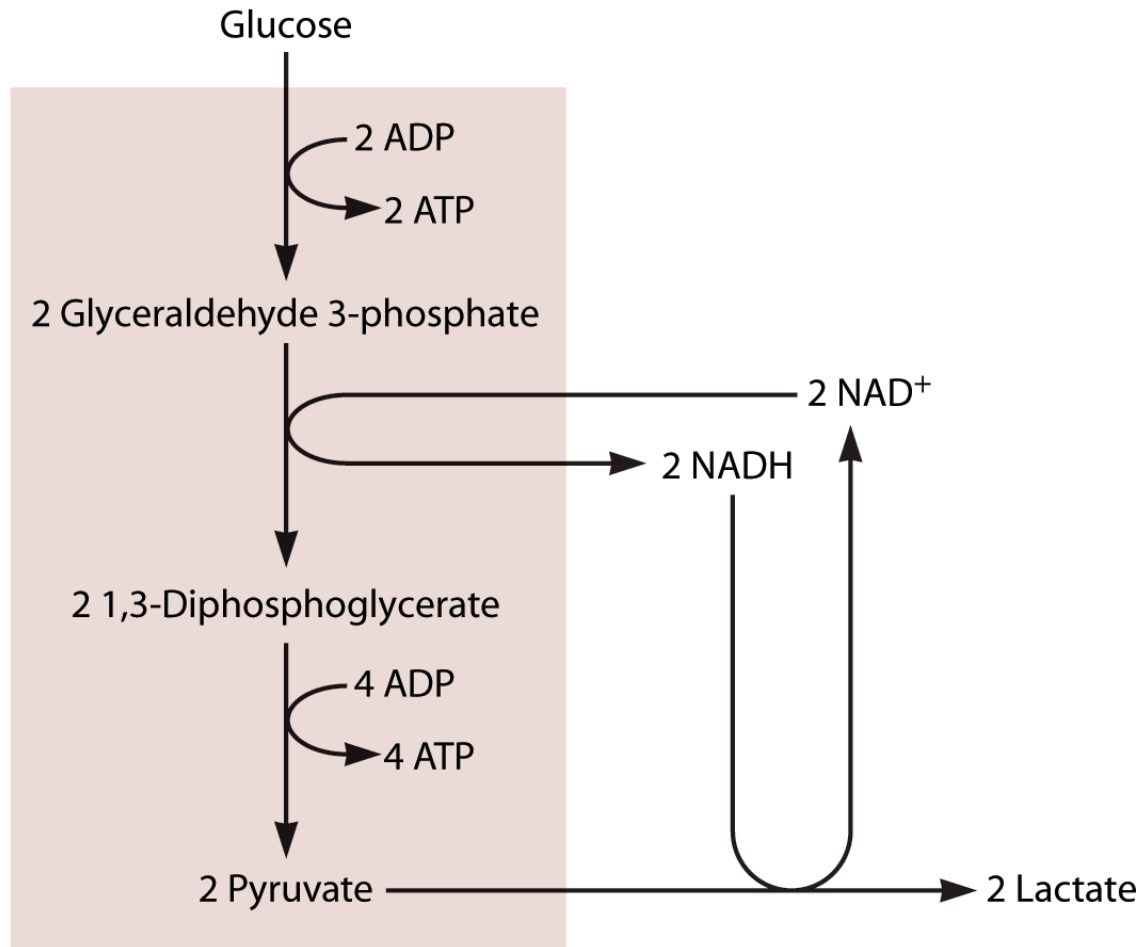 Glucose
2 ADP
2 ATP
2 Glyceraldehyde 3-phosphate
2 NAD⁺
2 NADH
2 1,3-Diphosphoglycerate
4 ADP
4 ATP
2 Pyruvate
2 Lactate